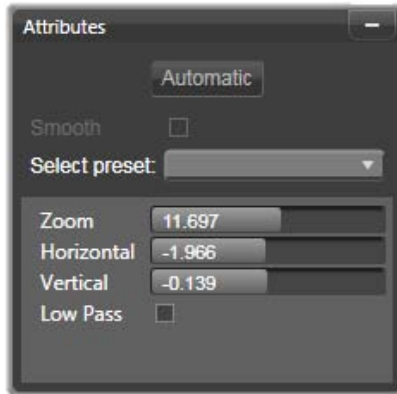 Attributes
Automatic
Smooth
Select preset:
Zoom 11.697
Horizontal -1.966
Vertical -0.139
Low Pass